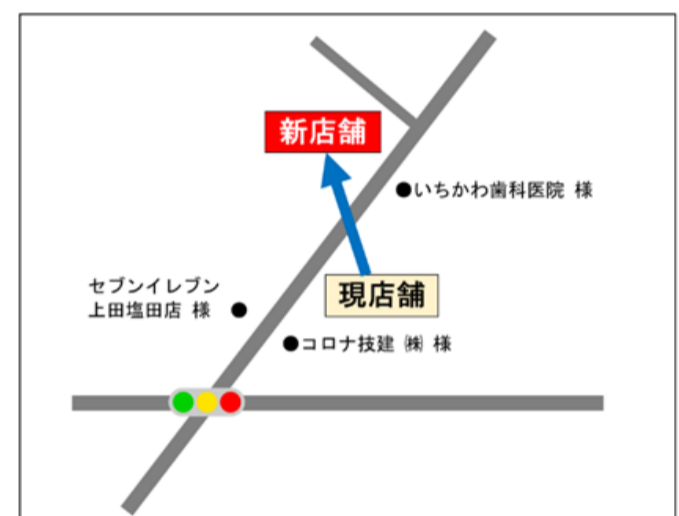 新店舗
●いちかわ歯科医院 様
セブンイレブン
上田塩田店 様 ●
現店舗
●コロナ技建 ㈱ 様